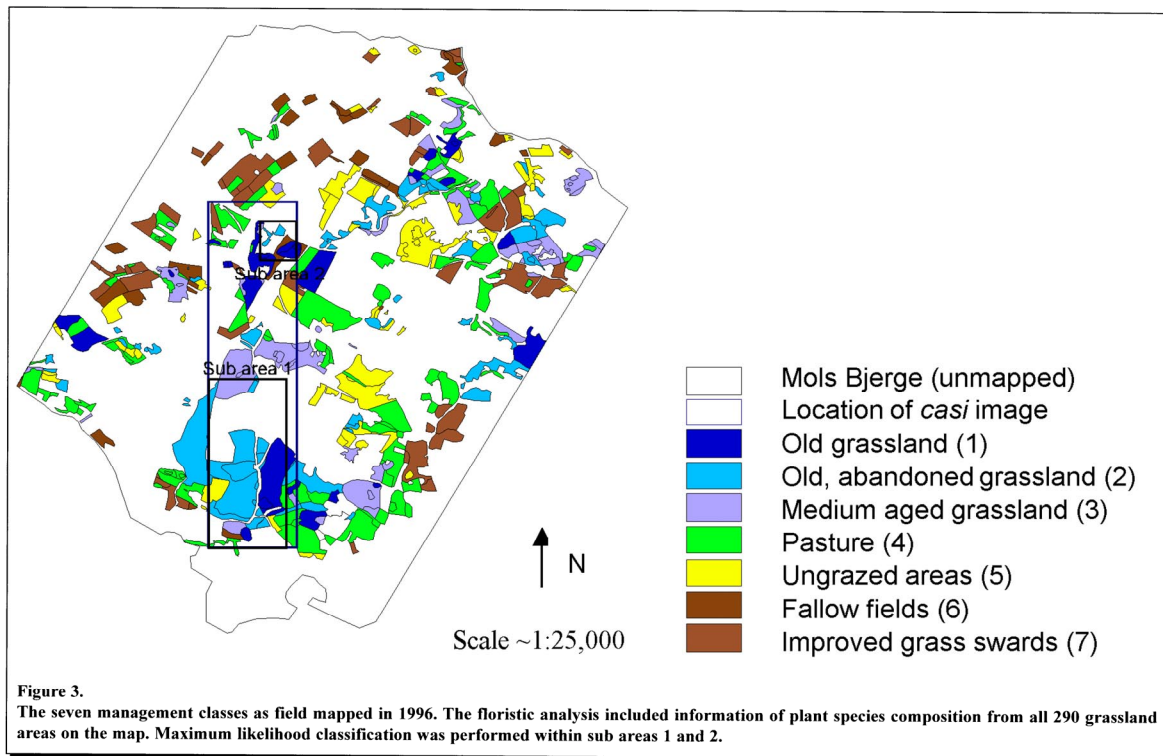 Sub area 2
Sub area 1
Mols Bjerge (unmapped)
Location of casi image
Old grassland (1)
Old, abandoned grassland (2)
Medium aged grassland (3)
Pasture (4)
Ungrazed areas (5)
Fallow fields (6)
Improved grass swards (7)
N
Scale ~1:25,000
Figure 3.
The seven management classes as field mapped in 1996. The floristic analysis included information of plant species composition from all 290 grassland
areas on the map. Maximum likelihood classification was performed within sub areas 1 and 2.